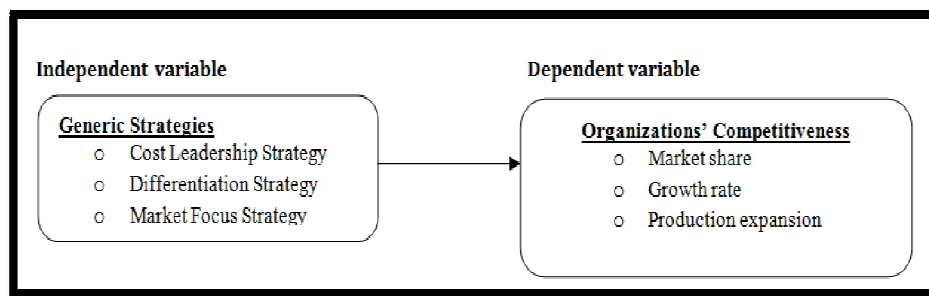 Independent variable
Dependent variable
Generic Strategies
o Cost Leadership Strategy
o Differentiation Strategy
o Market Focus Strategy
Organizations’ Competitiveness
o Market share
o Growth rate
o Production expansion